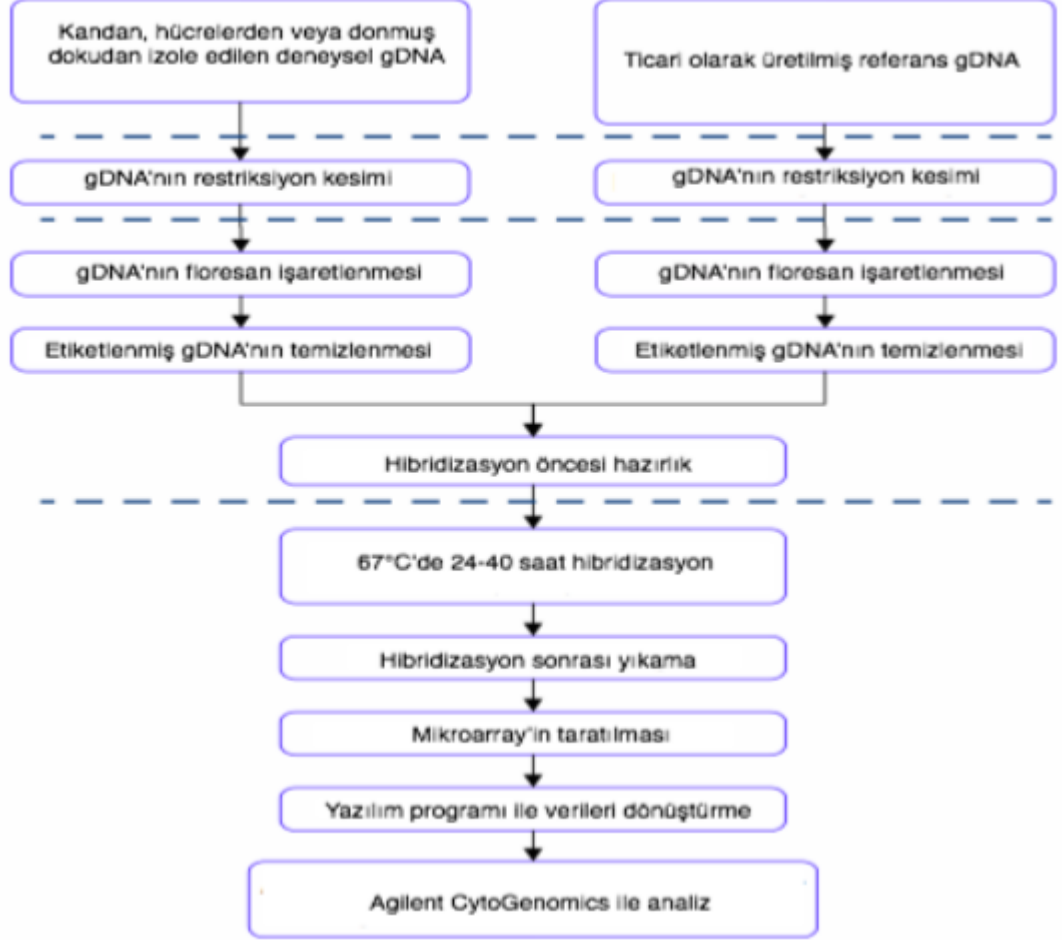 Kandan, hücrelerden veya donmuş
dokudan izole edilen deneysel gDNA
Ticari olarak üretilmiş referans gDNA
gDNA'nın restriksiyon kesimi
gDNA'nın restriksiyon kesimi
gDNA'nın floresan işaretlenmesi
gDNA'nın floresan işaretlenmesi
Etiketlenmiş gDNA'nın temizlenmesi
Etiketlenmiş gDNA'nın temizlenmesi
Hibridizasyon öncesi hazırlık
67°C'de 24-40 saat hibridizasyon
Hibridizasyon sonrası yıkama
Mikroarray'in taratılması
Yazılım programı ile verileri dönüştürme
Agilent CytoGenomics ile analiz